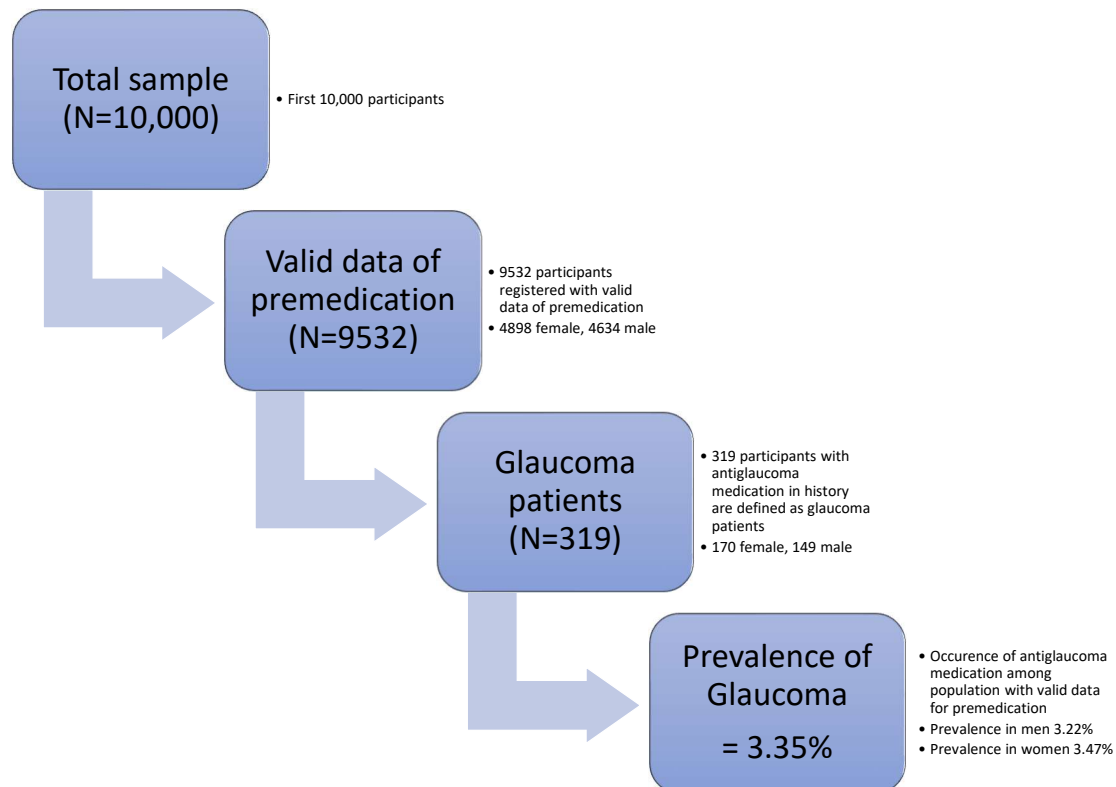 Total sample
(N=10,000)
• First 10,000 participants
Valid data of
premedication
(N=9532)
• 9532 participants
registered with valid
data of premedication
• 4898 female, 4634 male
Glaucoma
patients
(N=319)
• 319 participants with
antiglaucoma
medication in history
are defined as glaucoma
patients
• 170 female, 149 male
Prevalence of
Glaucoma
= 3.35%
• Occurence of antiglaucoma
medication among
population with valid data
for premedication
• Prevalence in men 3.22%
• Prevalence in women 3.47%